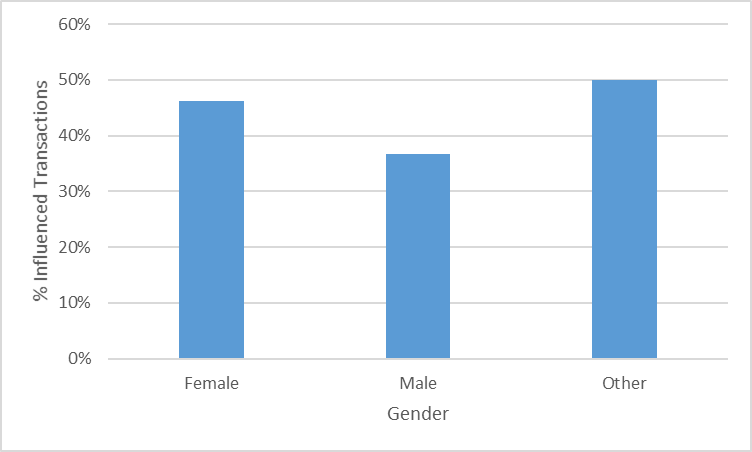 60%
50%
40%
30%
20%
10%
0%
% Influenced Transactions
Female Male Other
Gender